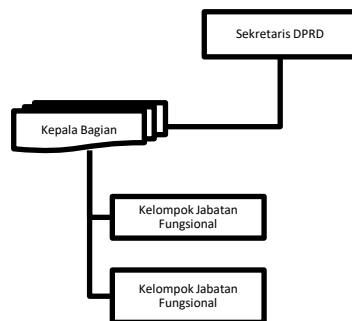 Sekretaris DPRD
Kepala Bagian
Kelompok Jabatan
Fungsional
Kelompok Jabatan
Fungsional